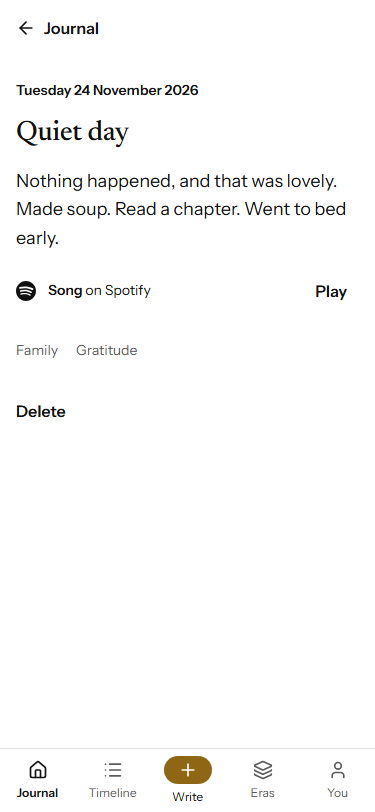 Journal
Tuesday 24 November 2026
Quiet day
Nothing happened, and that was lovely.
Made soup. Read a chapter. Went to bed
early.
Song on Spotify
Play
Family Gratitude
Delete
Journal Timeline Write Eras You